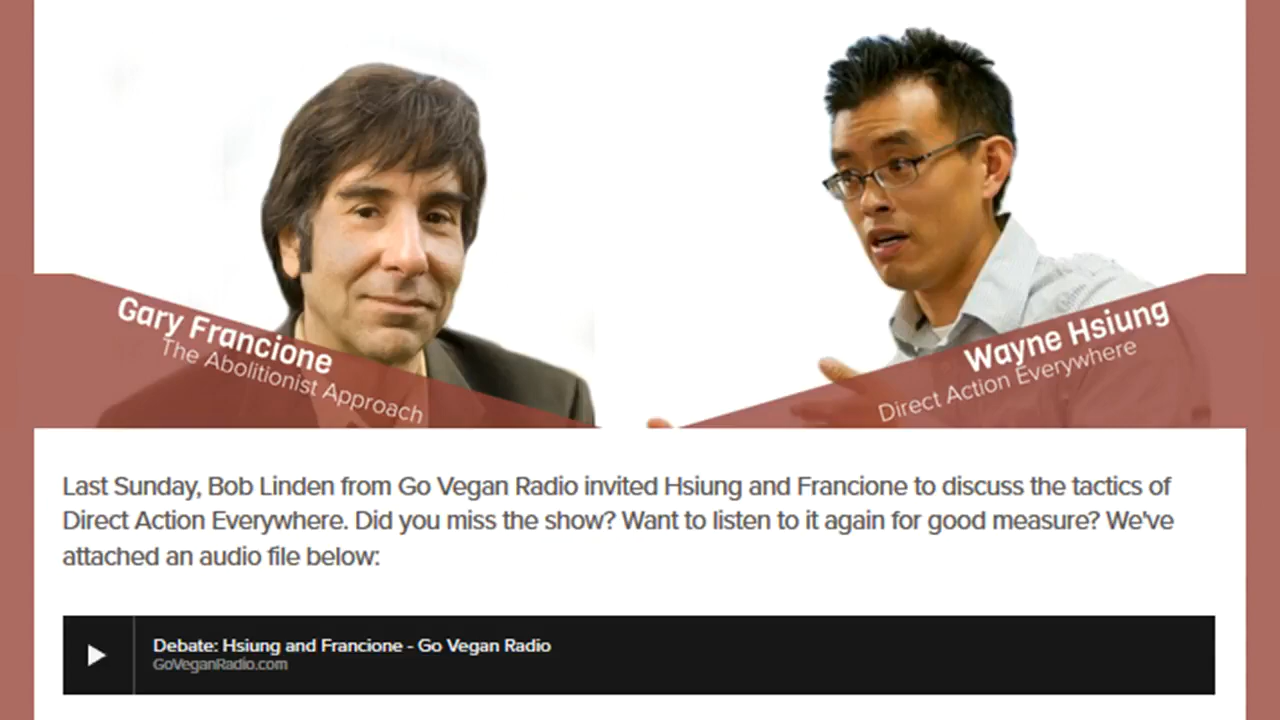 Gary Francione
The Abolitionist Approach
Wayne Hsiung
Direct Action Everywhere
Last Sunday, Bob Linden from Go Vegan Radio invited Hsiung and Francione to discuss the tactics of
Direct Action Everywhere. Did you miss the show? Want to listen to it again for good measure? We've
attached an audio file below:
Debate: Hsiung and Francione - Go Vegan Radio
GoVeganRadio.com